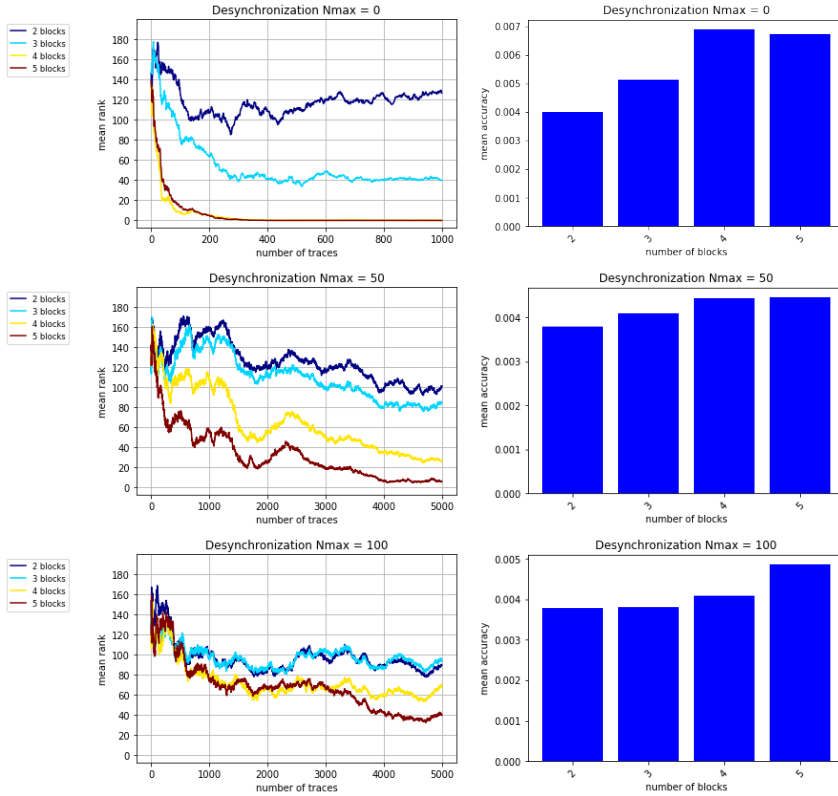 Desynchronization Nmax = 0
2 blocks
3 blocks
4 blocks
5 blocks
mean rank
180
160
140
120
100
80
60
40
20
0
0
200
400
600
800
1000
number of traces
Desynchronization Nmax = 0
mean accuracy
0.007
0.006
0.005
0.004
0.003
0.002
0.001
0.000
2
3
4
5
number of blocks
Desynchronization Nmax = 50
2 blocks
3 blocks
4 blocks
5 blocks
mean rank
180
160
140
120
100
80
60
40
20
0
0
1000
2000
3000
4000
5000
number of traces
Desynchronization Nmax = 50
mean accuracy
0.004
0.003
0.002
0.001
0.000
2
3
4
5
number of blocks
Desynchronization Nmax = 100
2 blocks
3 blocks
4 blocks
5 blocks
mean rank
180
160
140
120
100
80
60
40
20
0
0
1000
2000
3000
4000
5000
number of traces
Desynchronization Nmax = 100
mean accuracy
0.005
0.004
0.003
0.002
0.001
0.000
2
3
4
5
number of blocks